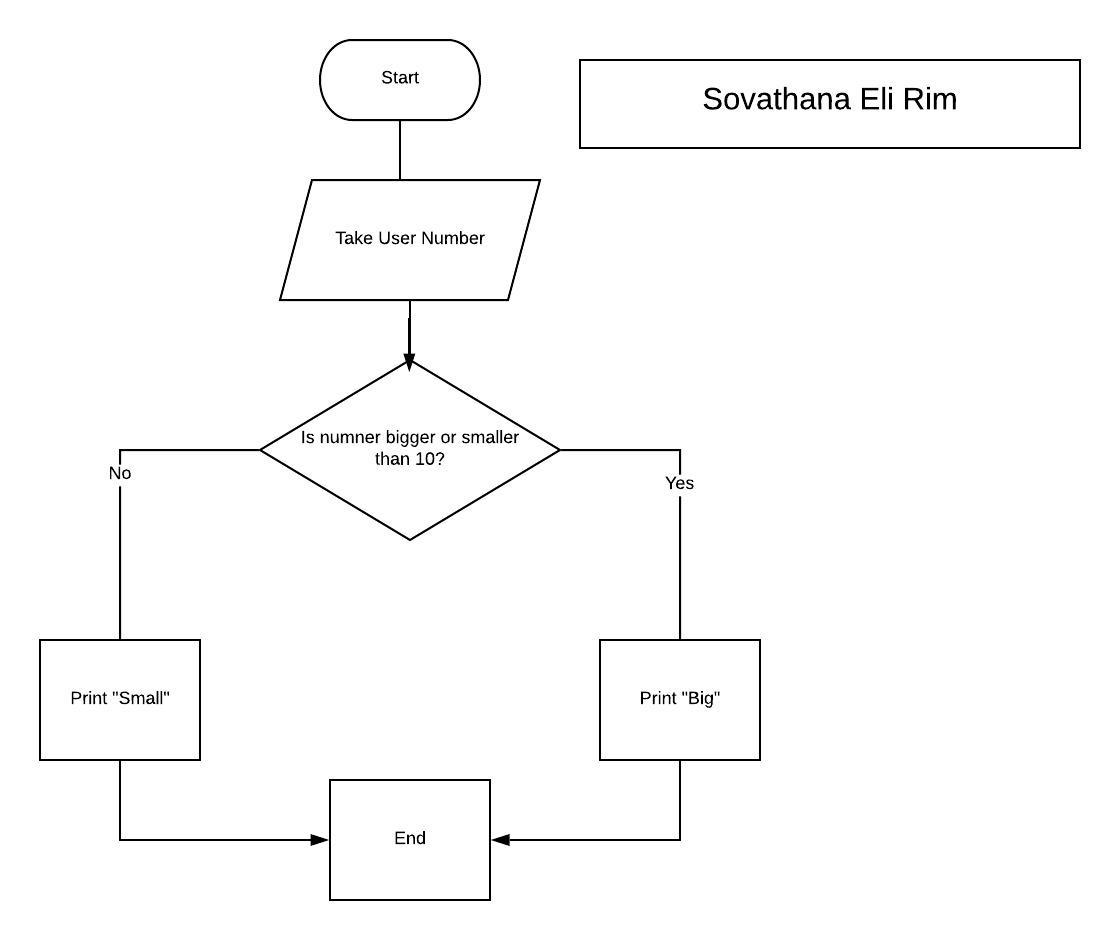 Start
Sovathana Eli Rim
Take User Number
Is numner bigger or smaller
than 10?
No
Yes
Print "Small"
Print "Big"
End